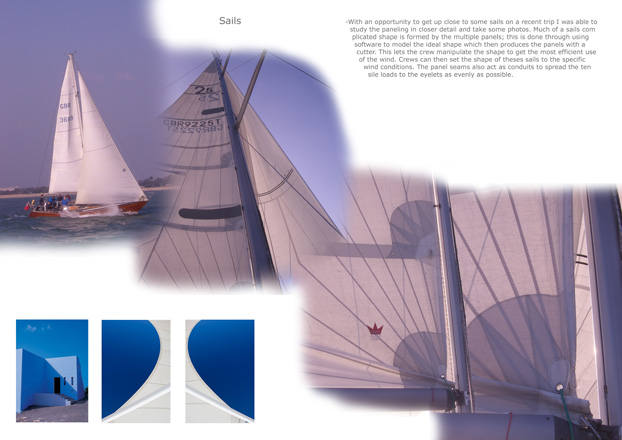 Sails
-With an opportunity to get up close to some sails on a recent trip I was able to
study the paneling in closer detail and take some photos. Much of a sails com
plicated shape is formed by the multiple panels; this is done through using
software to model the ideal shape which then produces the panels with a
cutter. This lets the crew manipulate the shape to get the most efficient use
of the wind. Crews can then set the shape of theses sails to the specific
wind conditions. The panel seams also act as conduits to spread the ten
sile loads to the eyelets as evenly as possible.
25
GBR9225T